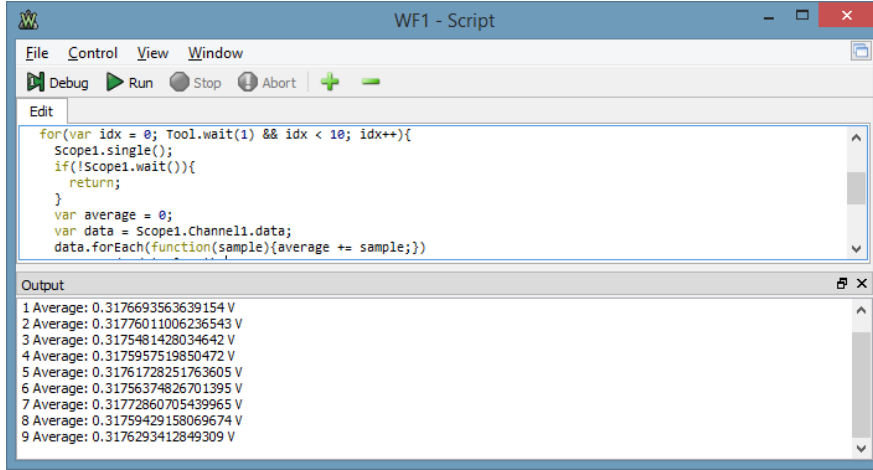 WF1 - Script
File Control View Window
Debug Run Stop Abort
Edit
for(var idx = 0; Tool.wait(1) && idx < 10; idx++){
Scope1.single();
if(!Scope1.wait()){
return;
}
var average = 0;
var data = Scope1.Channel1.data;
data.forEach(function(sample){average += sample;})
Output
1 Average: 0.3176693563639154 V
2 Average: 0.31776011006236543 V
3 Average: 0.3175481428034642 V
4 Average: 0.3175957519850472 V
5 Average: 0.31761728251763605 V
6 Average: 0.31756374826701395 V
7 Average: 0.31772860705439965 V
8 Average: 0.31759429158069674 V
9 Average: 0.3176293412849309 V